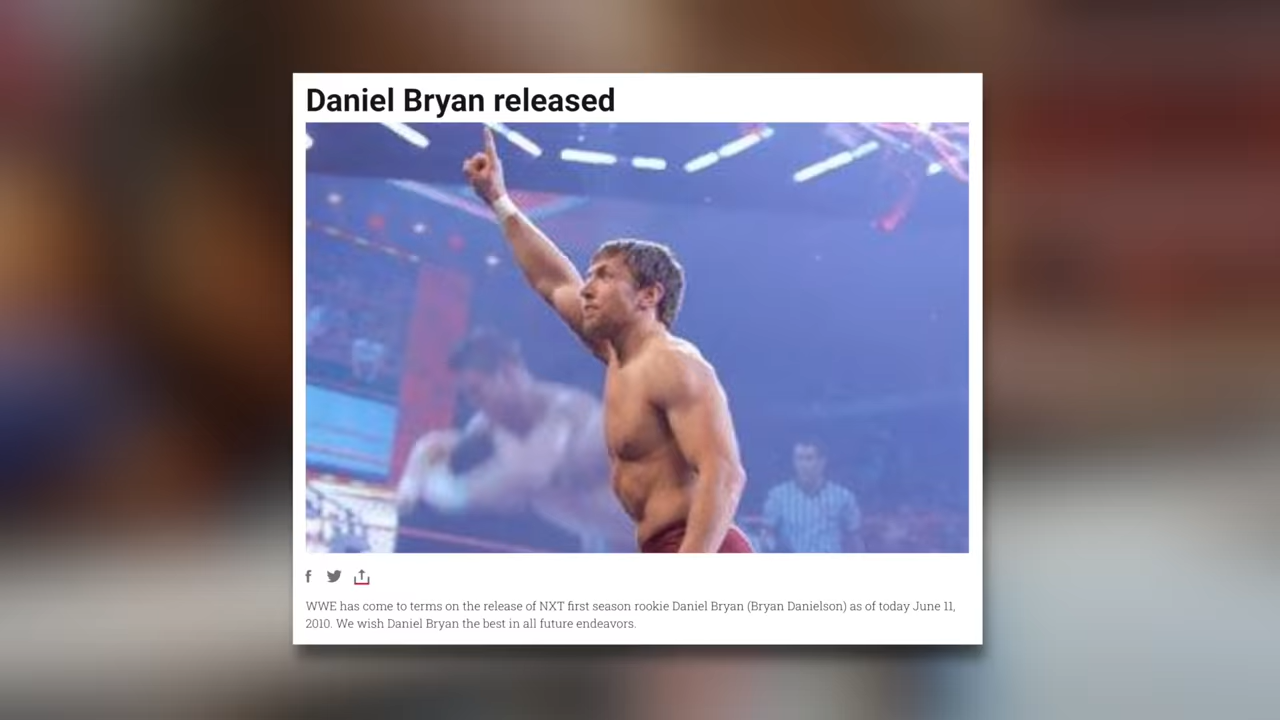 Daniel Bryan released
WWE has come to terms on the release of NXT first season rookie Daniel Bryan (Bryan Danielson) as of today June 11,
2010. We wish Daniel Bryan the best in all future endeavors.